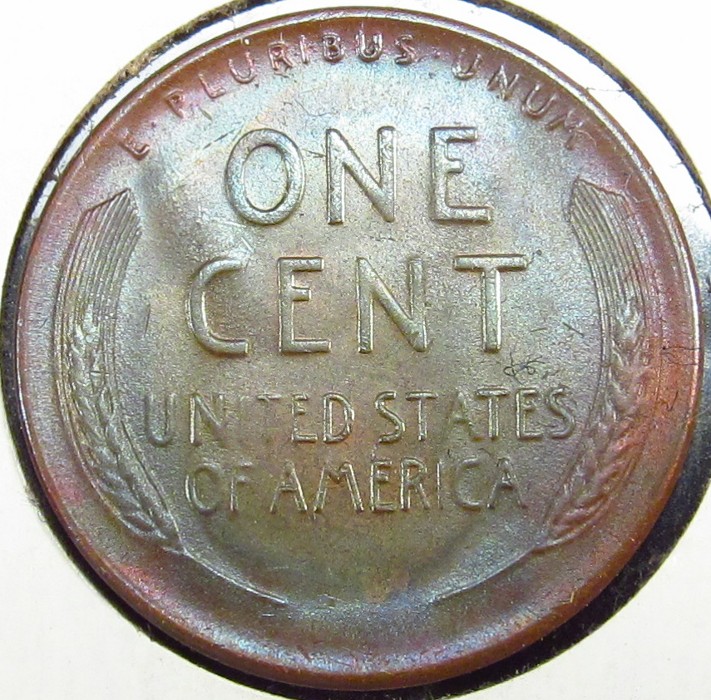 E · PLURIBUS · UNUM
ONE
CENT
UNITED STATES
OF AMERICA